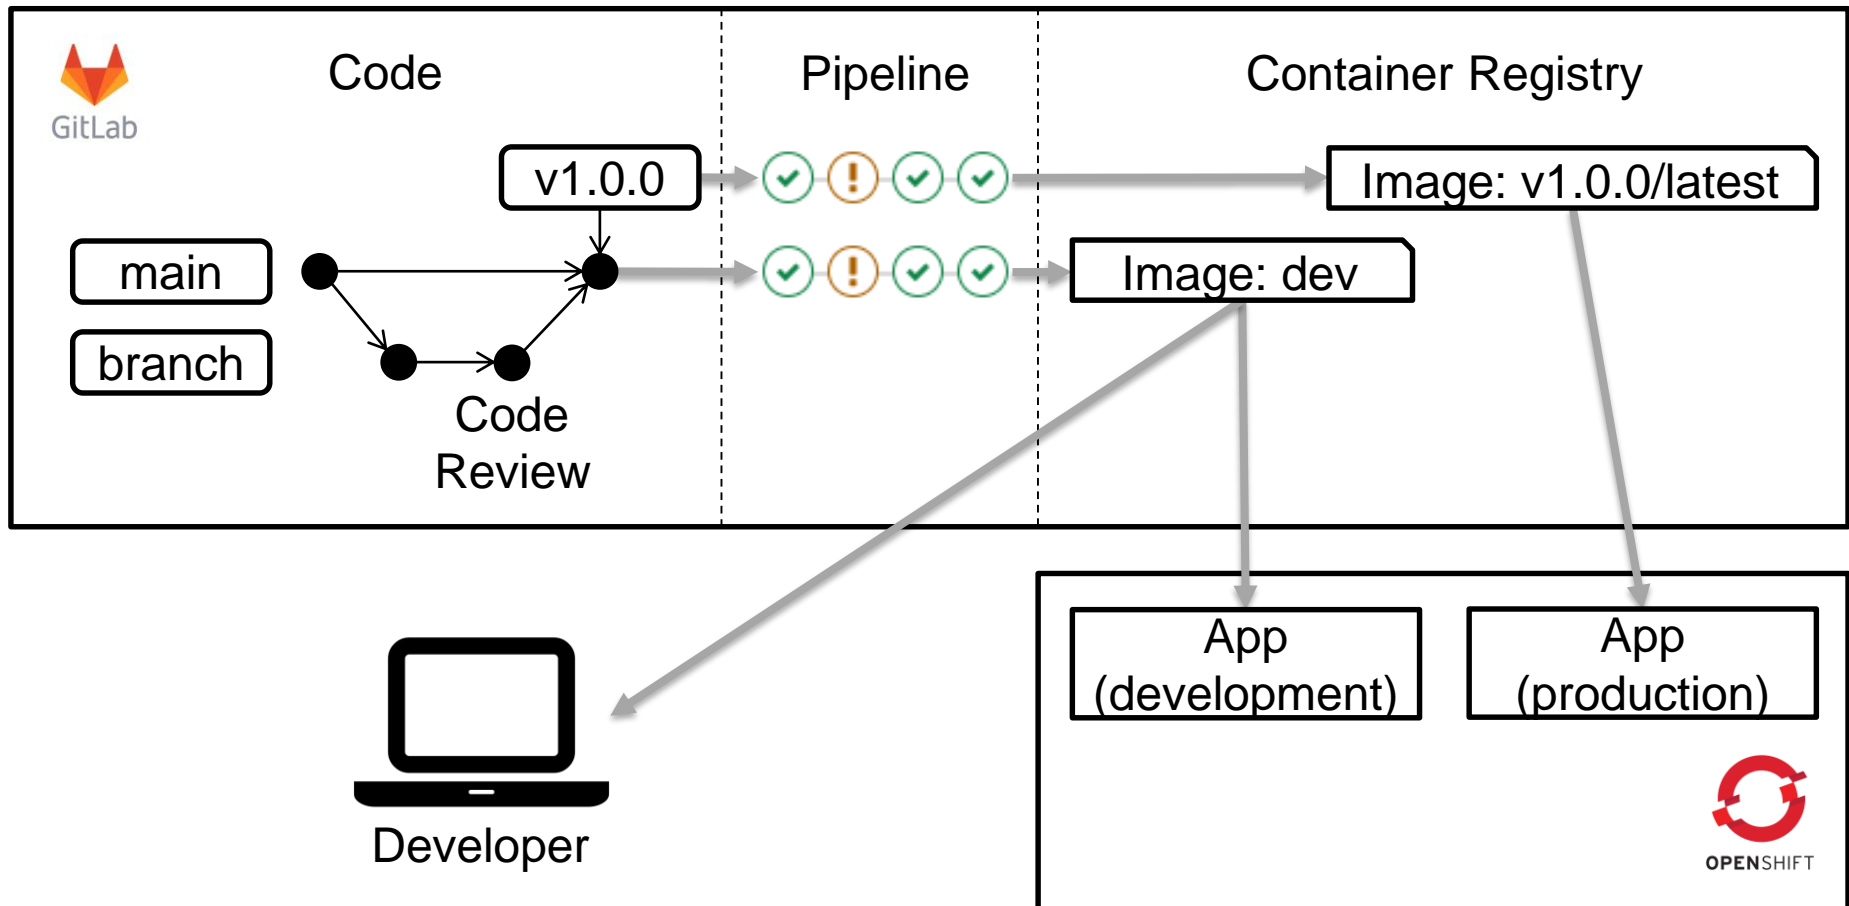 GitLab
Code
Pipeline
Container Registry
v1.0.0
Image: v1.0.0/latest
main
Image: dev
branch
Code
Review
App
(development)
App
(production)
Developer
OPENSHIFT